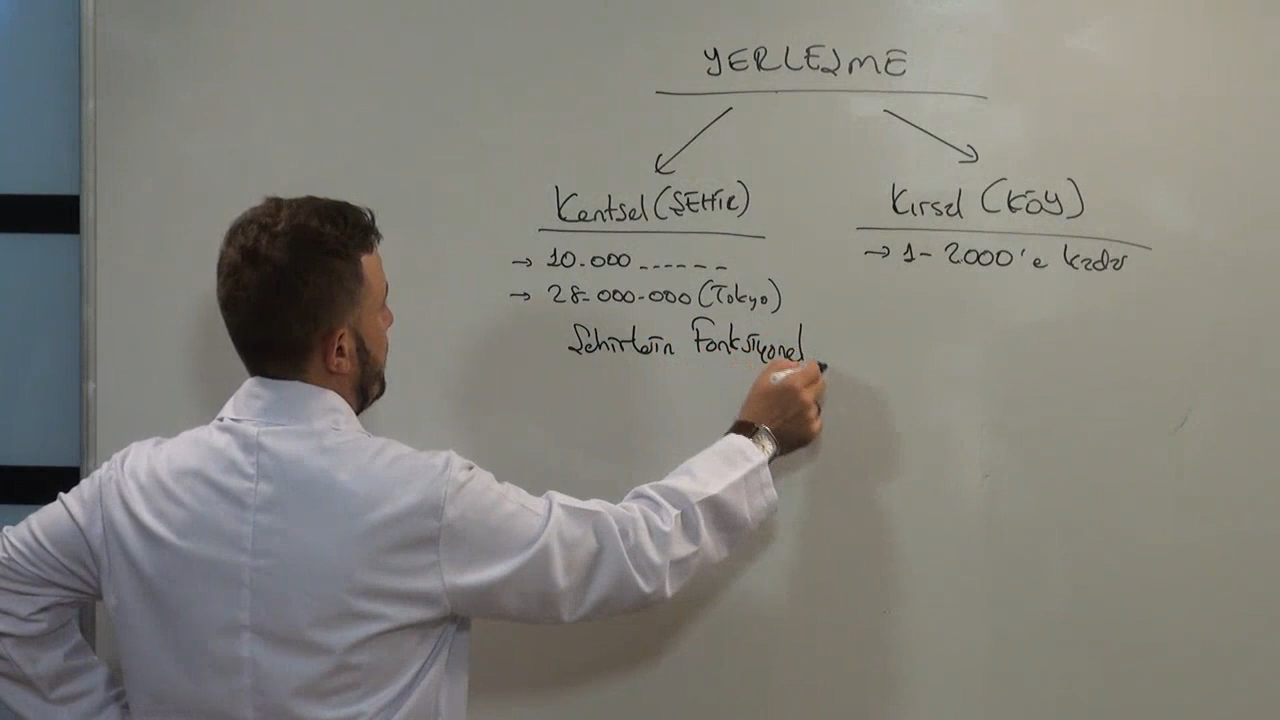 YERLEŞME
Kentsel (ŞEHİR)
→ 10.000 ------
→ 28.000.000 (Tokyo)
Şehirlerin Fonksiyonel
Kırsal (KÖY)
→ 1- 2000'e kadar